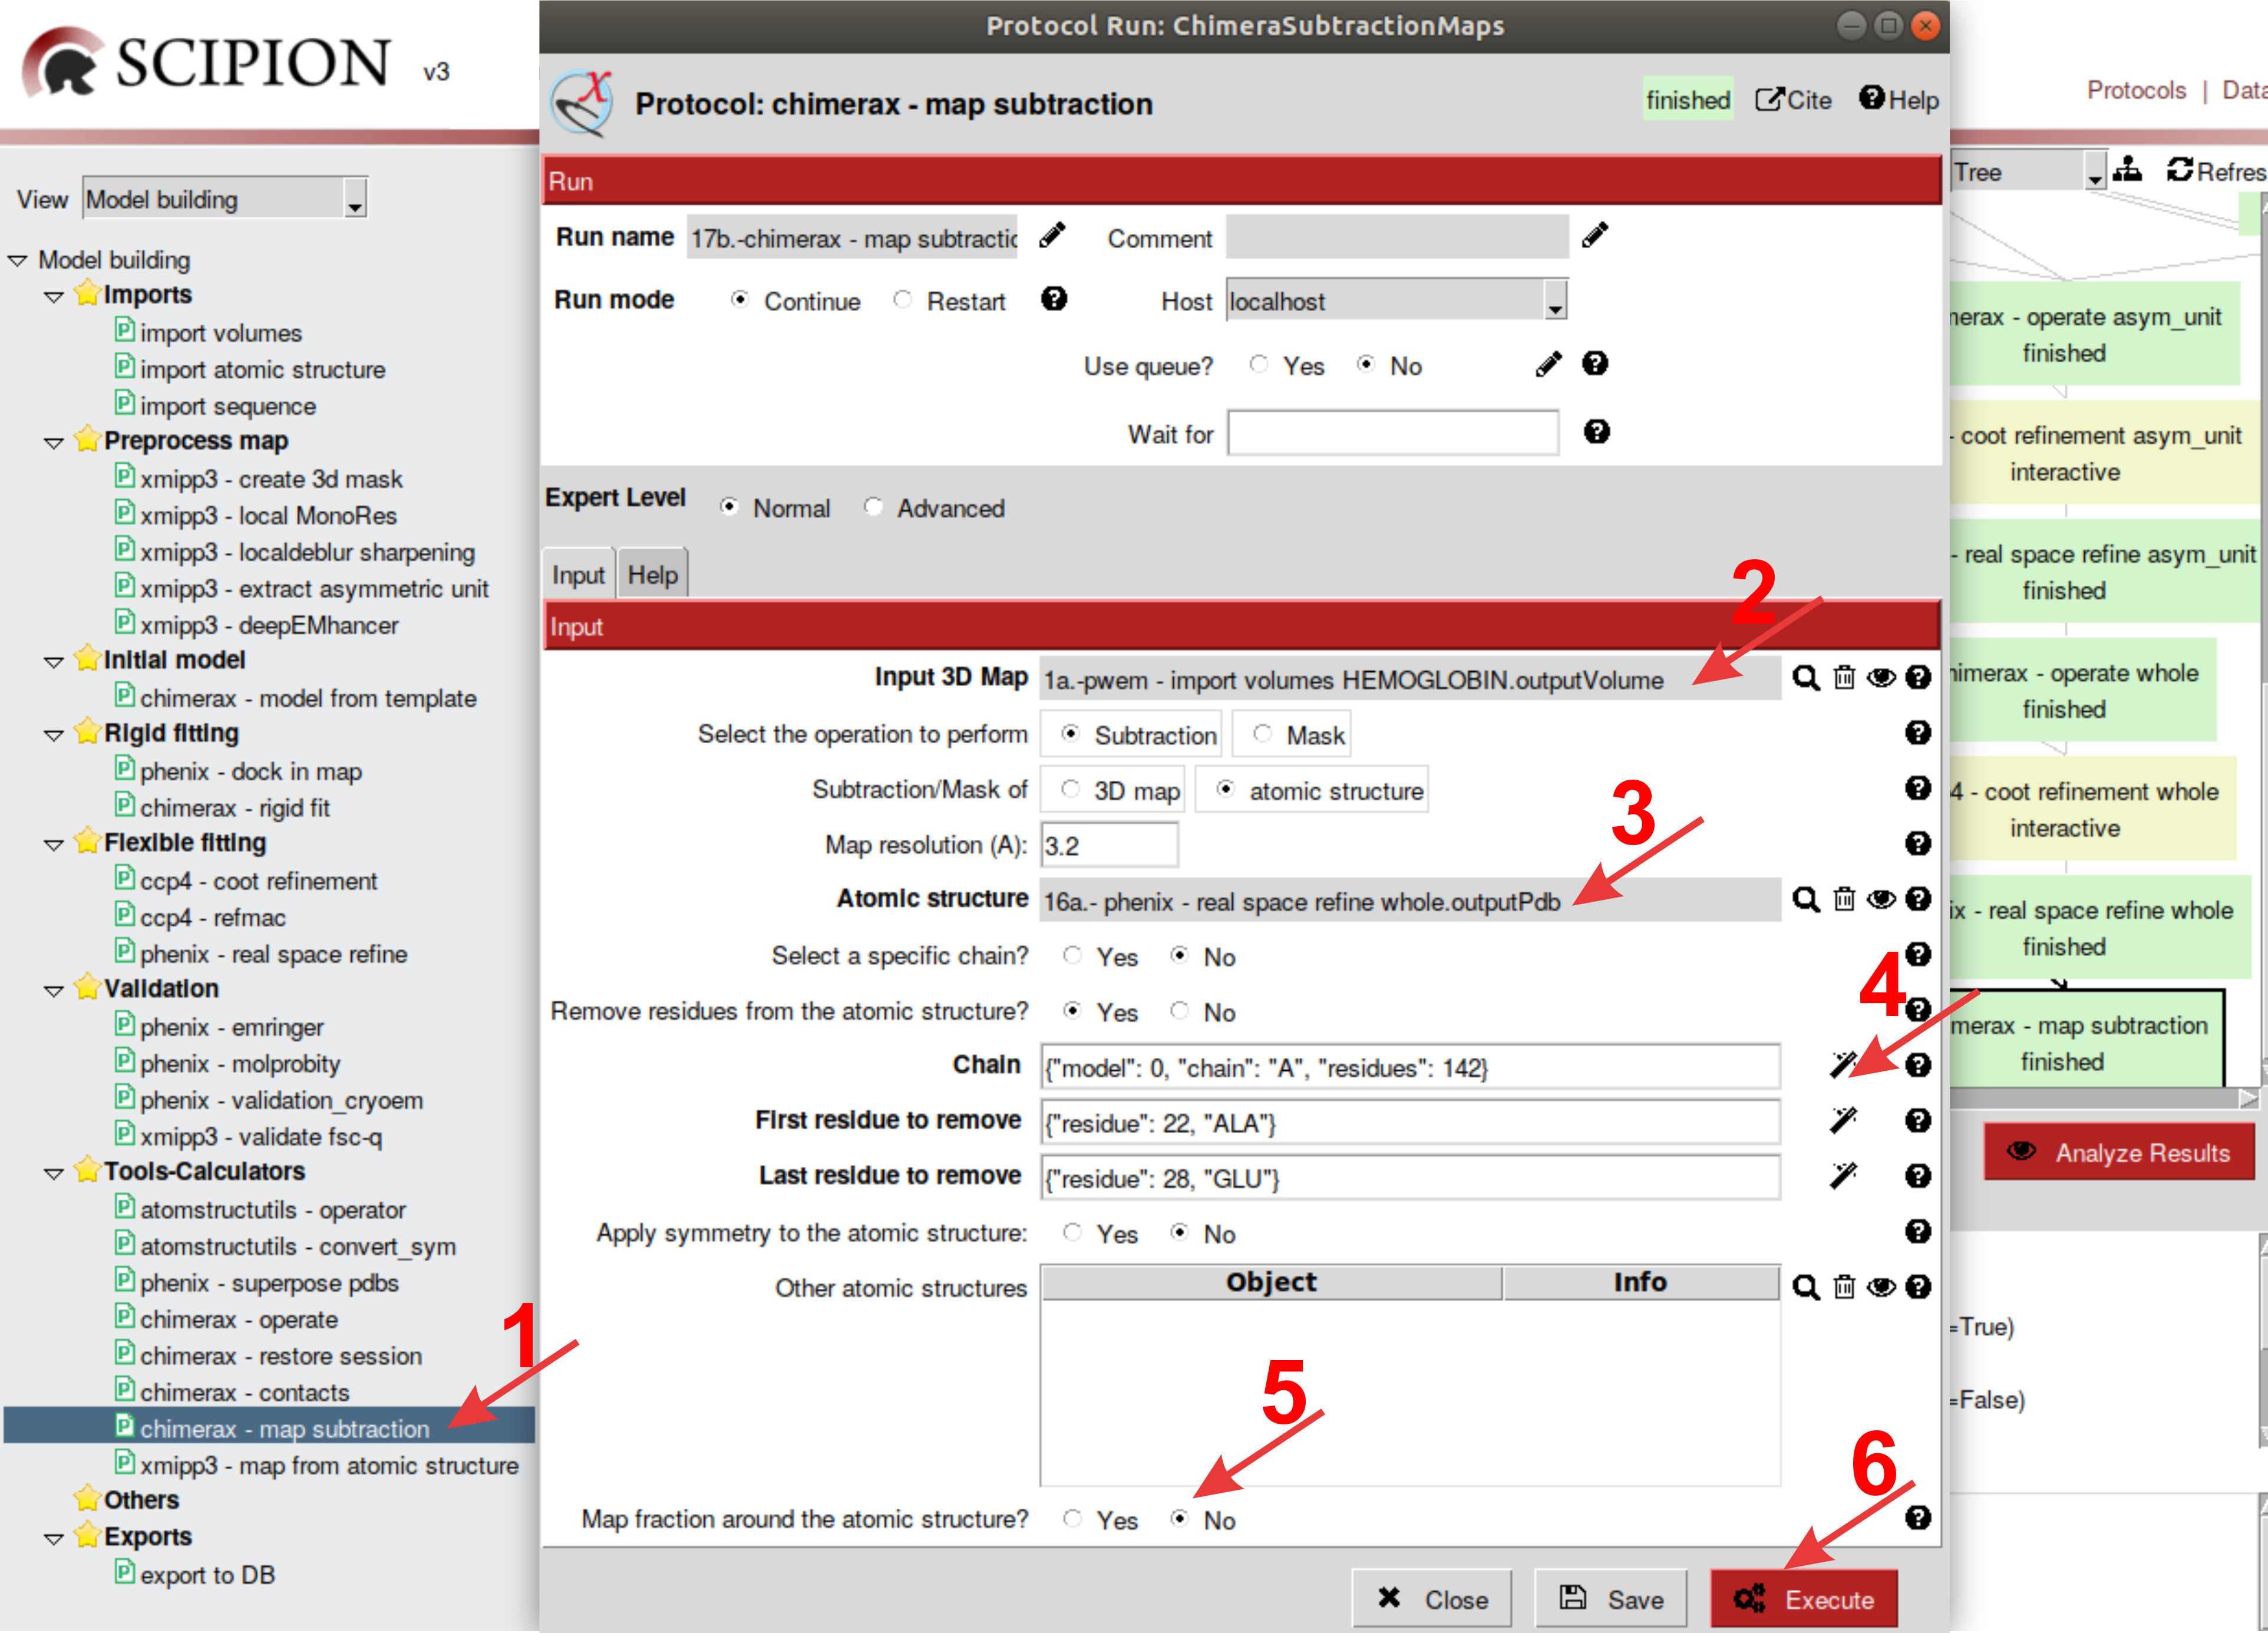 SCIPION v3
View Model building
Model building
Imports
import volumes
import atomic structure
import sequence
Preprocess map
xmipp3 - create 3d mask
xmipp3 - local MonoRes
xmipp3 - localdeblur sharpening
xmipp3 - extract asymmetric unit
xmipp3 - deepEMhancer
Initial model
chimerax - model from template
Rigid fitting
phenix - dock in map
chimerax - rigid fit
Flexible fitting
ccp4 - coot refinement
ccp4 - refmac
phenix - real space refine
Validation
phenix - emringer
phenix - molprobity
phenix - validation_cryoem
xmipp3 - validate fsc-q
Tools-Calculators
atomstructutils - operator
atomstructutils - convert_sym
phenix - superpose pdbs
chimerax - operate
chimerax - restore session
chimerax - contacts
chimerax - map subtraction
xmipp3 - map from atomic structure
Others
Exports
export to DB
1
Protocol Run: ChimeraSubtractionMaps
Protocol: chimerax - map subtraction
finished Cite Help
Run
Run name 17b.-chimerax - map subtractic Comment
Run mode Continue Restart Host localhost
Use queue? Yes No
Wait for
Expert Level Normal Advanced
Input Help
2
Input
Input 3D Map 1a.-pwem - import volumes HEMOGLOBIN.outputVolume
Select the operation to perform Subtraction Mask
Subtraction/Mask of 3D map atomic structure
3
Map resolution (A): 3.2
Atomic structure 16a.- phenix - real space refine whole.outputPdb
Select a specific chain? Yes No
4
Remove residues from the atomic structure? Yes No
Chain {"model": 0, "chain": "A", "residues": 142}
First residue to remove {"residue": 22, "ALA"}
Last residue to remove {"residue": 28, "GLU"}
Apply symmetry to the atomic structure: Yes No
Other atomic structures Object Info
5
6
Map fraction around the atomic structure? Yes No
Close Save Execute
Protocols | Data
Tree Refres
nerax - operate asym_unit
finished
- coot refinement asym_unit
interactive
- real space refine asym_unit
finished
himerax - operate whole
finished
4 - coot refinement whole
interactive
ix - real space refine whole
finished
merax - map subtraction
finished
Analyze Results
=True)
=False)